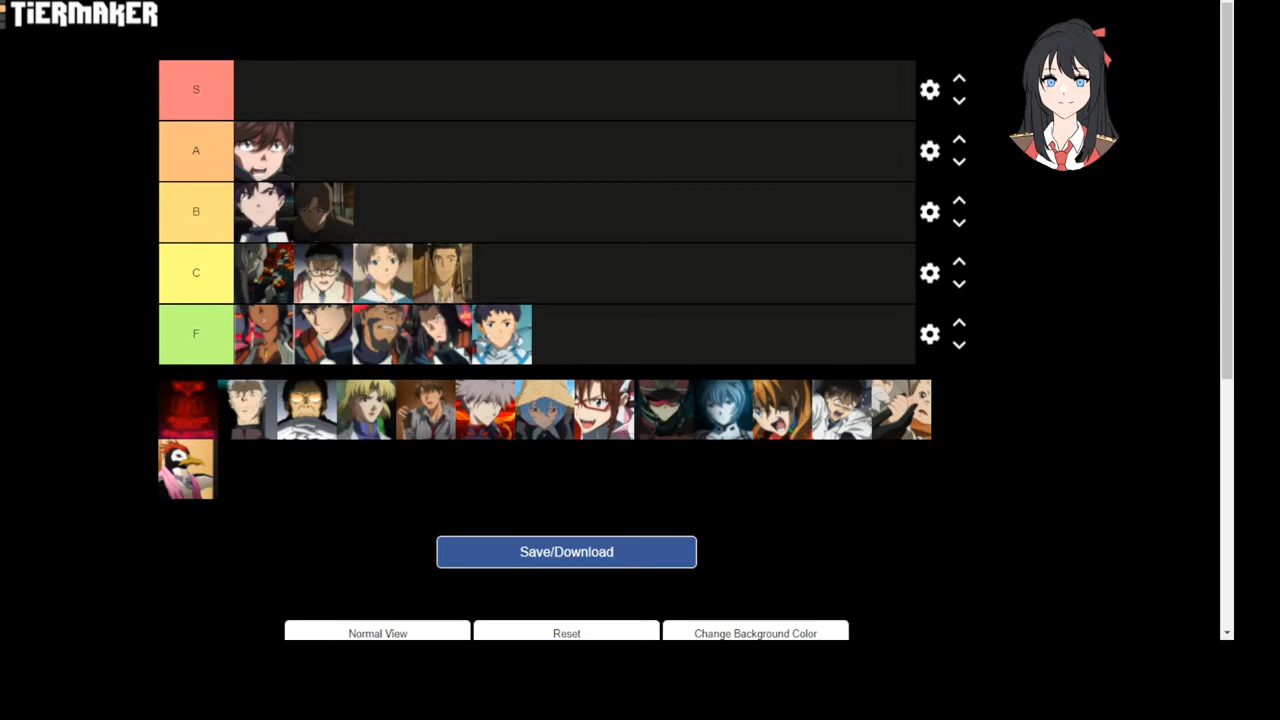 TiERMAKER
S
A
B
C
F
Save/Download
Normal View
Reset
Change Background Color